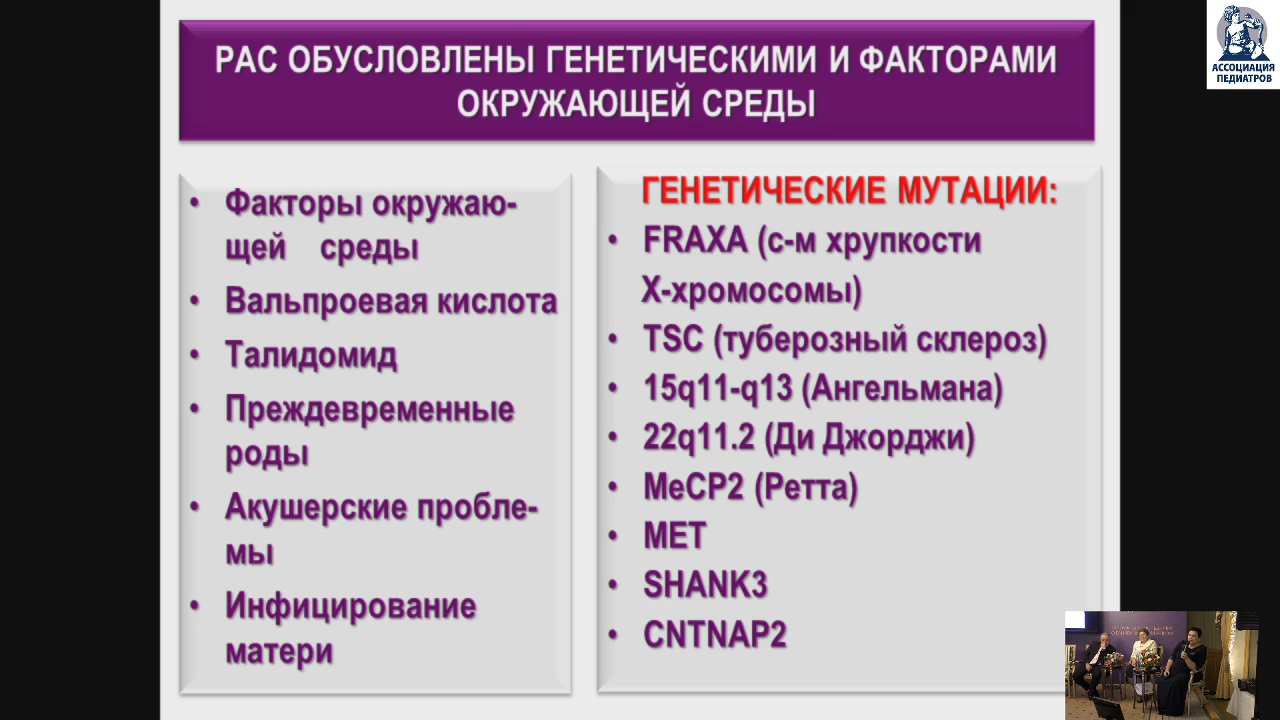 РАС ОБУСЛОВЛЕНЫ ГЕНЕТИЧЕСКИМИ И ФАКТОРАМИ
ОКРУЖАЮЩЕЙ СРЕДЫ
АССОЦИАЦИЯ
ПЕДИАТРОВ
• Факторы окружаю-
щей среды
• Вальпроевая кислота
• Талидомид
• Преждевременные
роды
• Акушерские пробле-
мы
• Инфицирование
матери
ГЕНЕТИЧЕСКИЕ МУТАЦИИ:
• FRAXA (с-м хрупкости
Х-хромосомы)
• TSC (туберозный склероз)
• 15q11-q13 (Ангельмана)
• 22q11.2 (Ди Джорджи)
• MeCP2 (Ретта)
• MET
• SHANK3
• CNTNAP2